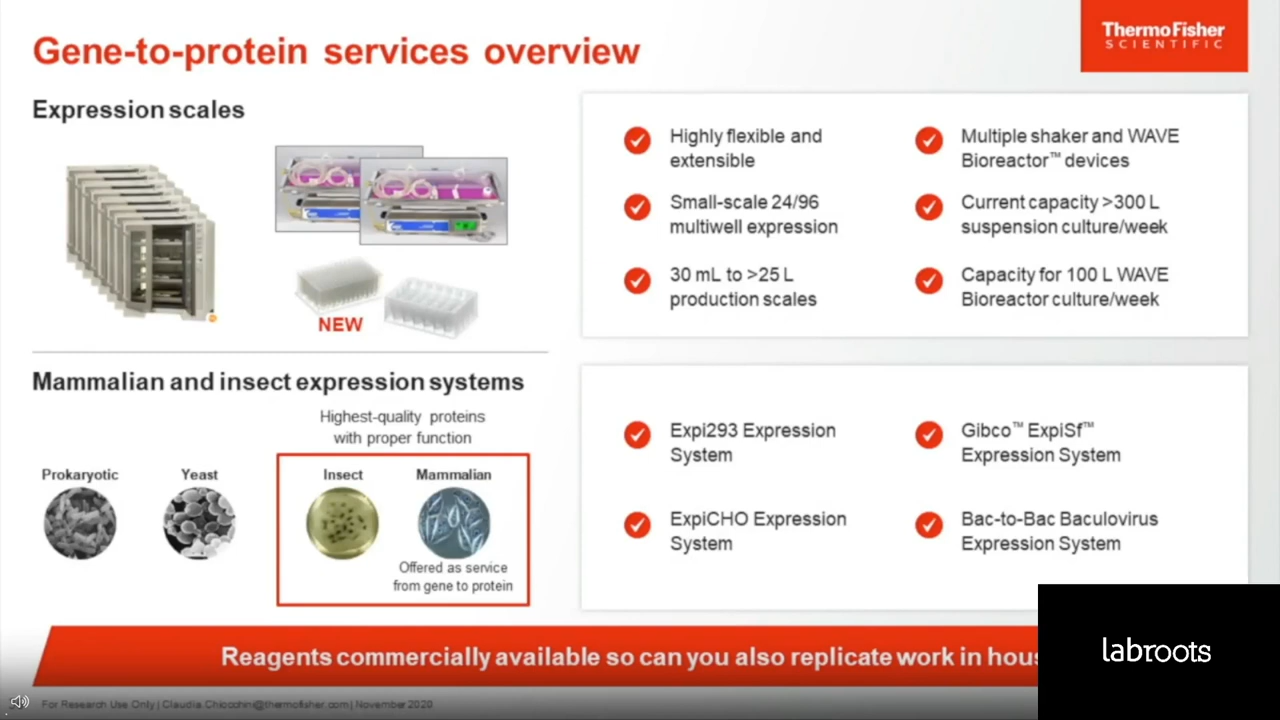 Gene-to-protein services overview
ThermoFisher
SCIENTIFIC
Expression scales
NEW
Highly flexible and
extensible
Small-scale 24/96
multiwell expression
30 mL to >25 L
production scales
Multiple shaker and WAVE
Bioreactor™ devices
Current capacity >300 L
suspension culture/week
Capacity for 100 L WAVE
Bioreactor culture/week
Mammalian and insect expression systems
Highest-quality proteins
with proper function
Prokaryotic
Yeast
Insect
Mammalian
Offered as service
from gene to protein
Expi293 Expression
System
ExpiCHO Expression
System
Gibco™ ExpiSf™
Expression System
Bac-to-Bac Baculovirus
Expression System
Reagents commercially available so can you also replicate work in hous
labroots
For Research Use Only | Claudia.Chiocchini@thermofisher.com | November 2020